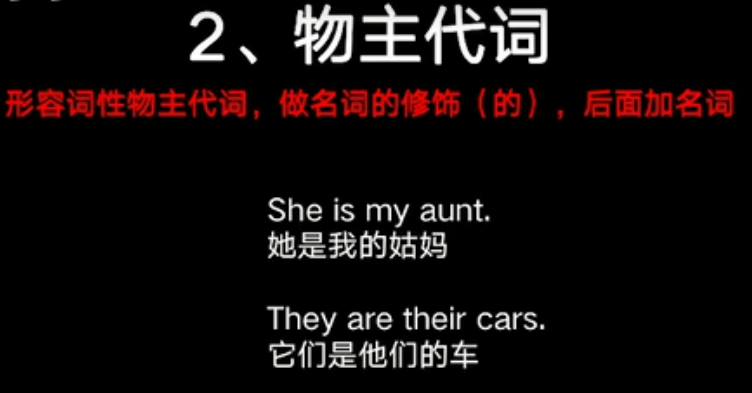 2、物主代词
形容词性物主代词，做名词的修饰（的），后面加名词
She is my aunt.
她是我的姑妈
They are their cars.
它们是他们的车